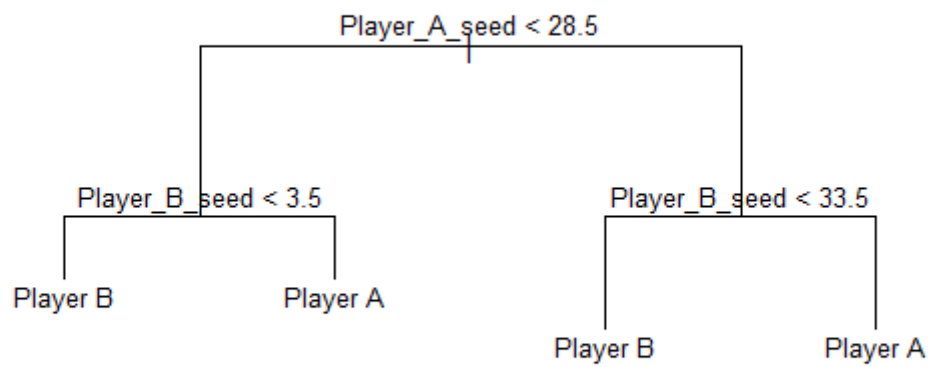 Player_A_seed < 28.5
Player_B_seed < 3.5
Player_B_seed < 33.5
Player B
Player A
Player B
Player A